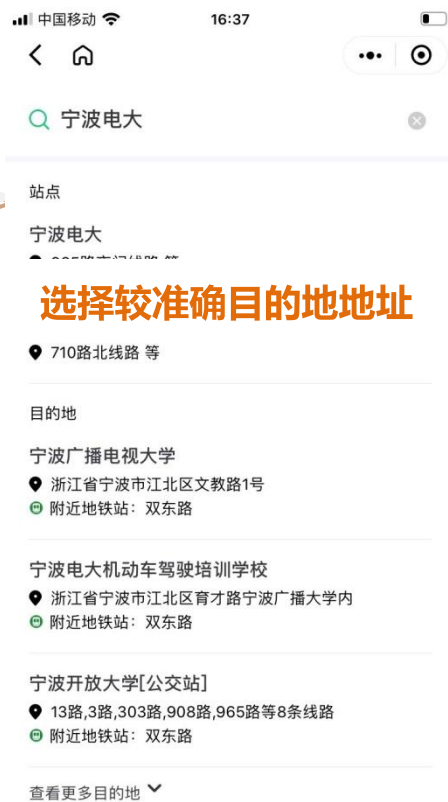 中国移动
16:37
宁波电大
站点
宁波电大
选择较准确目的地地址
710路北线路 等
目的地
宁波广播电视大学
浙江省宁波市江北区文教路1号
附近地铁站：双东路
宁波电大机动车驾驶培训学校
浙江省宁波市江北区育才路宁波广播大学内
附近地铁站：双东路
宁波开放大学[公交站]
13路,3路,303路,908路,965路等8条线路
附近地铁站：双东路
查看更多目的地